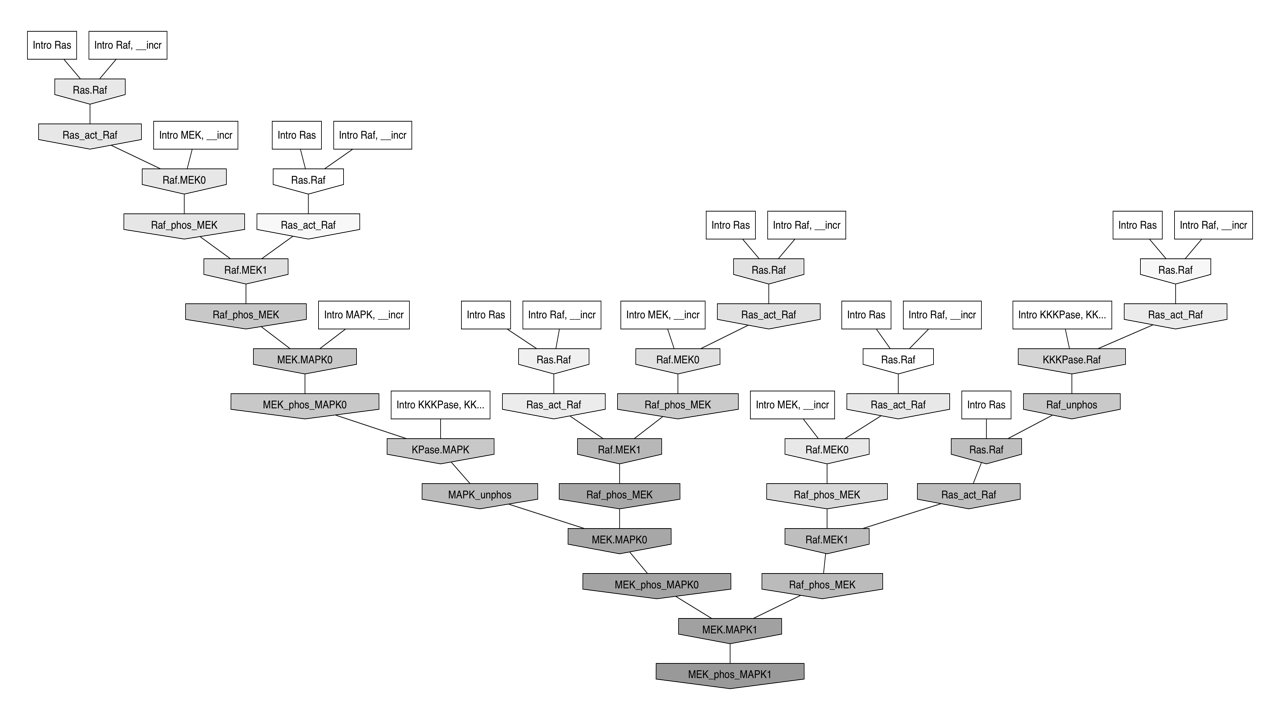 Intro Ras
Intro Raf, __incr
Ras.Raf
Ras_act_Raf
Intro MEK, __incr
Intro Ras
Intro Raf, __incr
Raf.MEK0
Ras.Raf
Raf_phos_MEK
Ras_act_Raf
Intro Ras
Intro Raf, __incr
Intro Ras
Intro Raf, __incr
Raf.MEK1
Ras.Raf
Ras.Raf
Raf_phos_MEK
Intro MAPK, __incr
Intro Ras
Intro Raf, __incr
Intro MEK, __incr
Ras_act_Raf
Intro Ras
Intro Raf, __incr
Intro KKKPase, KK...
Ras_act_Raf
MEK.MAPK0
Ras.Raf
Raf.MEK0
Ras.Raf
KKKPase.Raf
MEK_phos_MAPK0
Intro KKKPase, KK...
Ras_act_Raf
Raf_phos_MEK
Intro MEK, __incr
Ras_act_Raf
Intro Ras
Raf_unphos
KPase.MAPK
Raf.MEK1
Raf.MEK0
Ras.Raf
MAPK_unphos
Raf_phos_MEK
Raf_phos_MEK
Ras_act_Raf
MEK.MAPK0
Raf.MEK1
MEK_phos_MAPK0
Raf_phos_MEK
MEK.MAPK1
MEK_phos_MAPK1